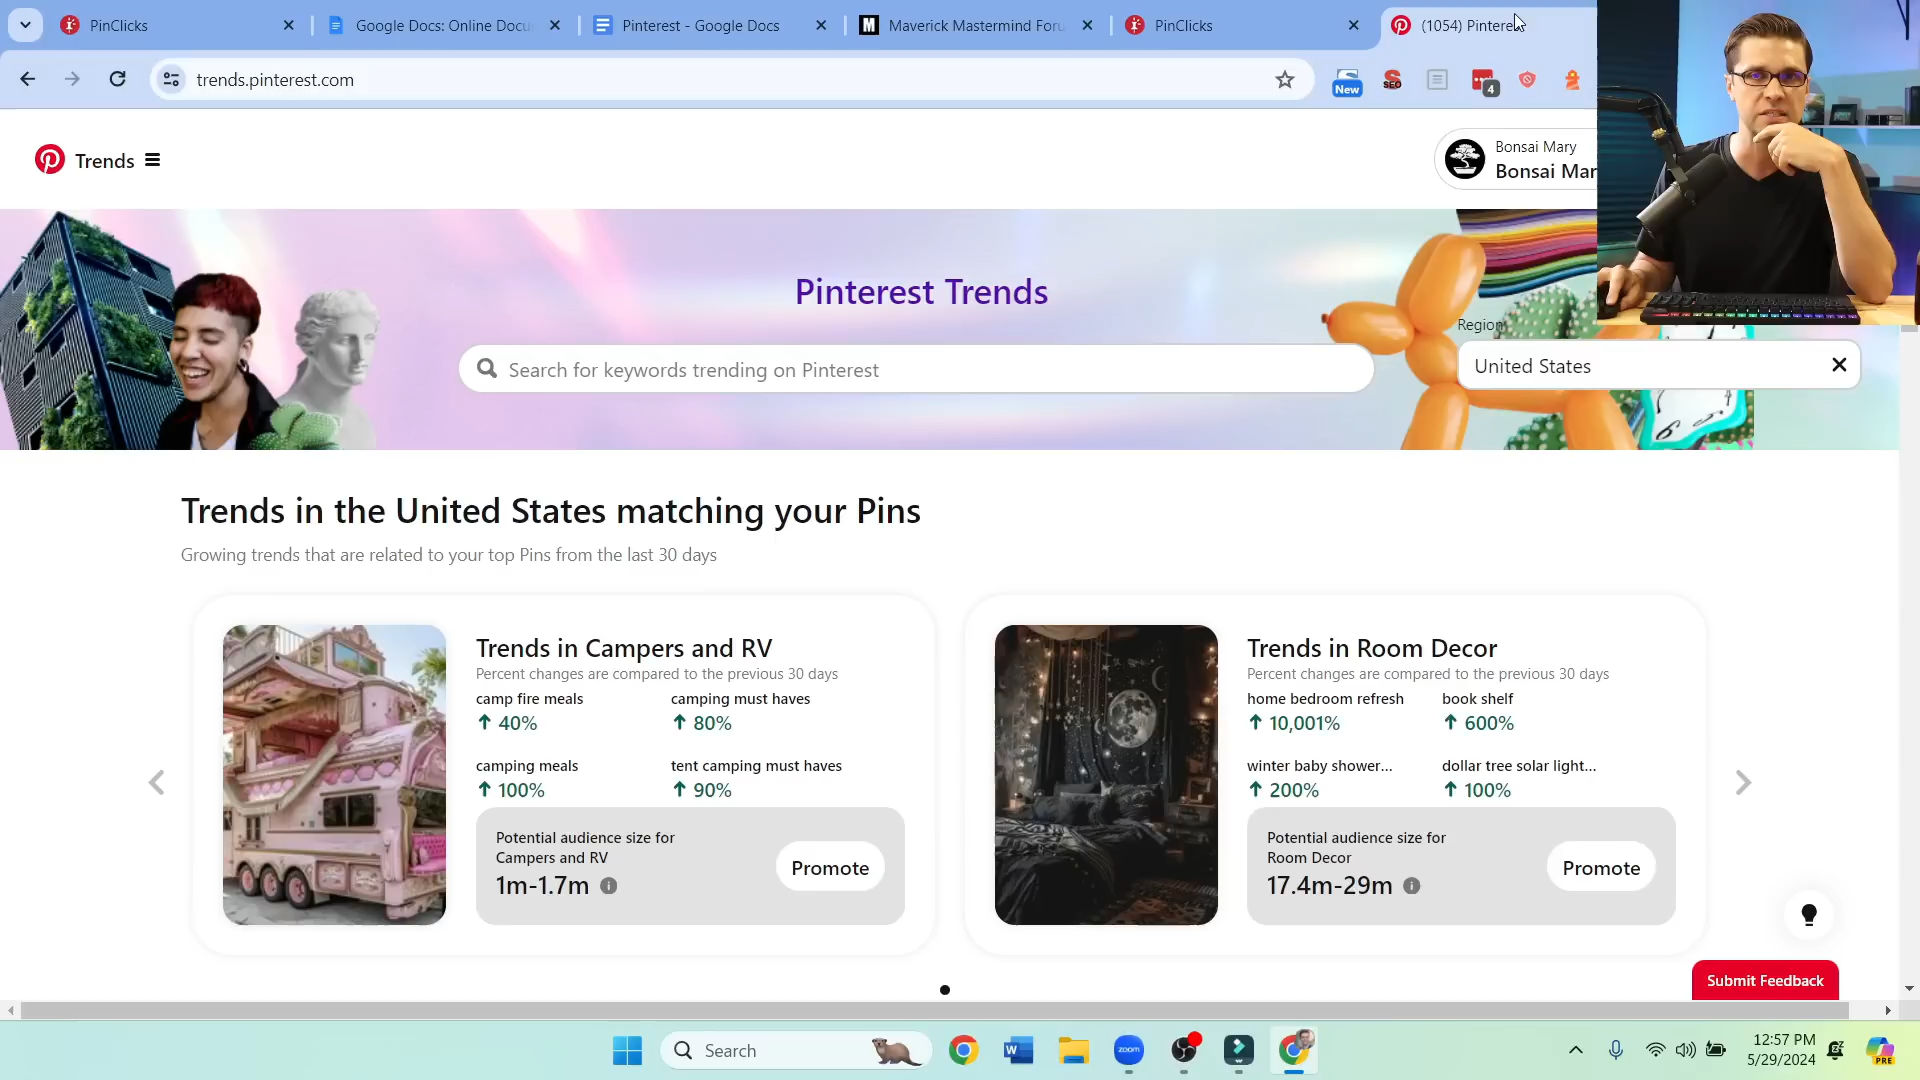 PinClicks
Google Docs: Online Docu
Pinterest - Google Docs
Maverick Mastermind Foru
PinClicks
(1054) Pintere
trends.pinterest.com
New
SEO
4
Trends
Bonsai Mary
Bonsai Mar
Pinterest Trends
Region
Search for keywords trending on Pinterest
United States
Trends in the United States matching your Pins
Growing trends that are related to your top Pins from the last 30 days
Trends in Campers and RV
Percent changes are compared to the previous 30 days
camp fire meals
camping must haves
40%
80%
camping meals
tent camping must haves
100%
90%
Potential audience size for
Campers and RV
1m-1.7m
Promote
Trends in Room Decor
Percent changes are compared to the previous 30 days
home bedroom refresh
book shelf
10,001%
600%
winter baby shower...
dollar tree solar light...
200%
100%
Potential audience size for
Room Decor
17.4m-29m
Promote
Submit Feedback
Search
zoom
12:57 PM
5/29/2024
PRE